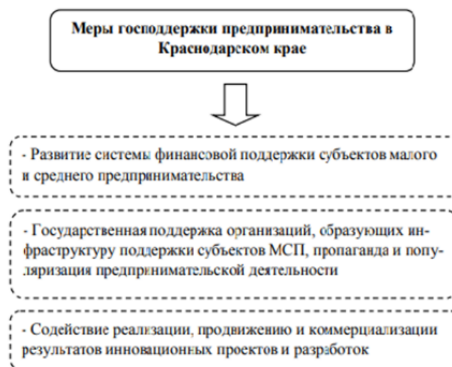 Меры господдержки предпринимательства в
Краснодарском крае
- Развитие системы финансовой поддержки субъектов малого
и среднего предпринимательства
- Государственная поддержка организаций, образующих ин-
фраструктуру поддержки субъектов МСП, пропаганда и попу-
ляризация предпринимательской деятельности
- Содействие реализации, продвижению и коммерциализации
результатов инновационных проектов и разработок